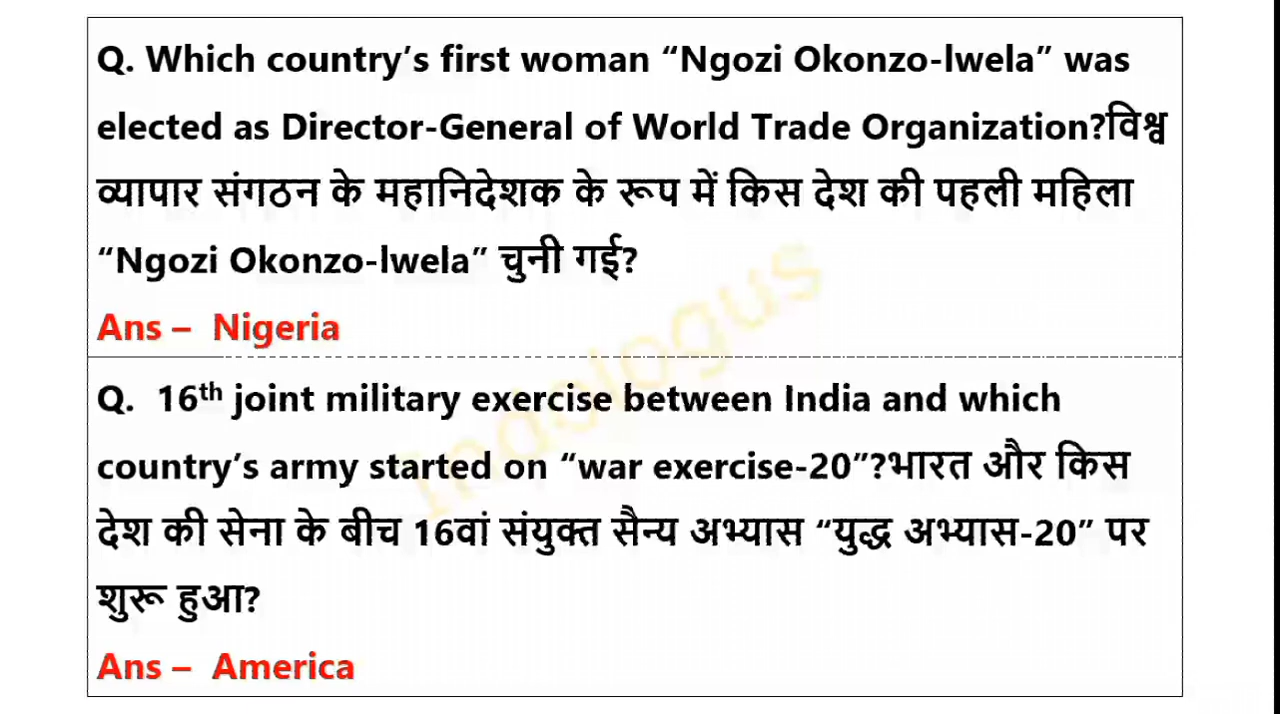 Q. Which country’s first woman “Ngozi Okonzo-lwela” was
elected as Director-General of World Trade Organization?विश्व
व्यापार संगठन के महानिदेशक के रूप में किस देश की पहली महिला
“Ngozi Okonzo-lwela” चुनी गई?
Ans – Nigeria
Q. 16th joint military exercise between India and which
country’s army started on “war exercise-20”?भारत और किस
देश की सेना के बीच 16वां संयुक्त सैन्य अभ्यास “युद्ध अभ्यास-20” पर
शुरू हुआ?
Ans – America
Indologus